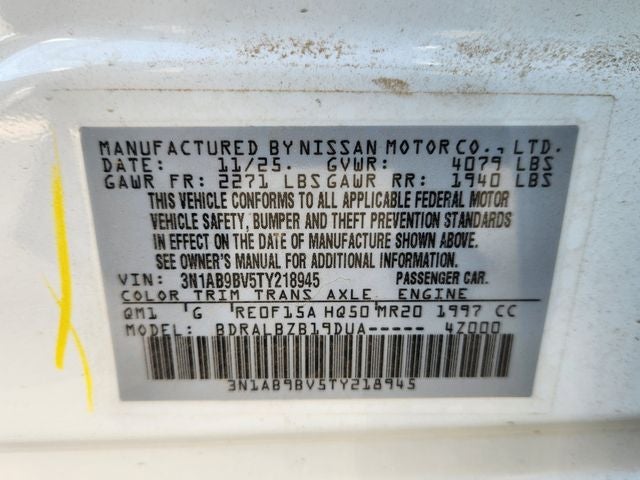 MANUFACTURED BY NISSAN MOTOR CO., LTD.
DATE: 11/25. GVWR: 4079 LBS
GAWR FR: 2271 LBS GAWR RR: 1940 LBS
THIS VEHICLE CONFORMS TO ALL APPLICABLE FEDERAL MOTOR
VEHICLE SAFETY, BUMPER AND THEFT PREVENTION STANDARDS
IN EFFECT ON THE DATE OF MANUFACTURE SHOWN ABOVE.
SEE OWNER'S MANUAL FOR ADDITIONAL INFORMATION
VIN: 3N1AB9BV5TY218945 PASSENGER CAR.
COLOR TRIM TRANS AXLE ENGINE
QM1 G RE0F15A HQ50 MR20 1997 CC
MODEL: BDRALBZB19DUA----- 4Z000
3N1AB9BV5TY218945